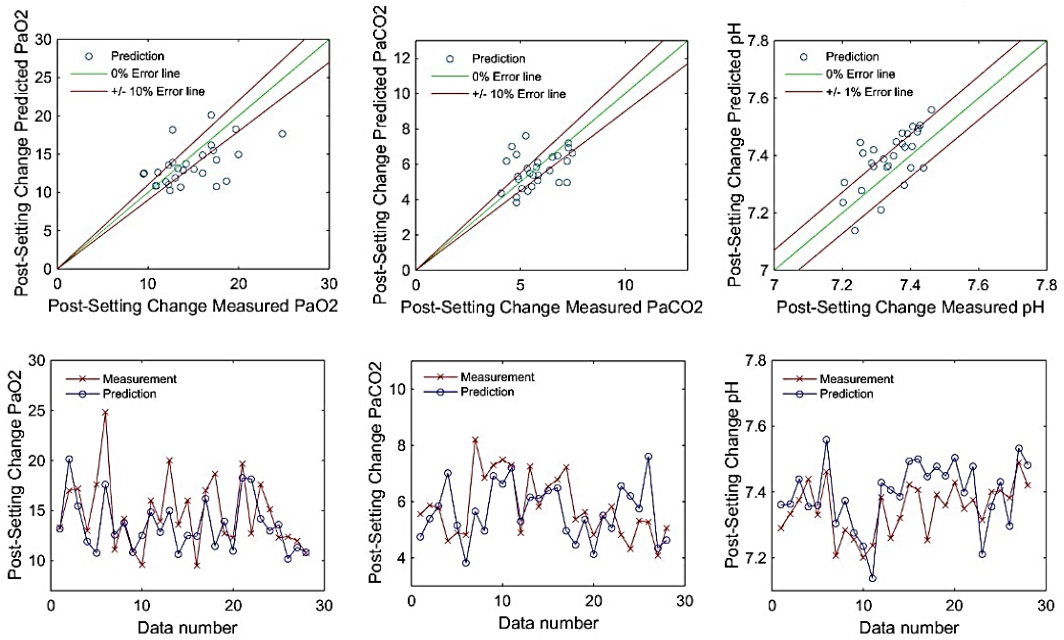 Post-Setting Change Predicted PaO2
30
25
20
15
10
5
0
Prediction
0% Error line
+/- 10% Error line
0
10
20
30
Post-Setting Change Measured PaO2
Post-Setting Change Predicted PaCO2
12
10
8
6
4
2
0
Prediction
0% Error line
+/- 10% Error line
0
5
10
Post-Setting Change Measured PaCO2
Post-Setting Change Predicted pH
7.8
7.6
7.4
7.2
7
Prediction
0% Error line
+/- 1% Error line
7
7.2
7.4
7.6
7.8
Post-Setting Change Measured pH
Post-Setting Change PaO2
30
25
20
15
10
Measurement
Prediction
0
10
20
30
Data number
Post-Setting Change PaCO2
10
8
6
4
Measurement
Prediction
0
10
20
30
Data number
Post-Setting Change pH
7.8
7.6
7.4
7.2
Measurement
Prediction
0
10
20
30
Data number